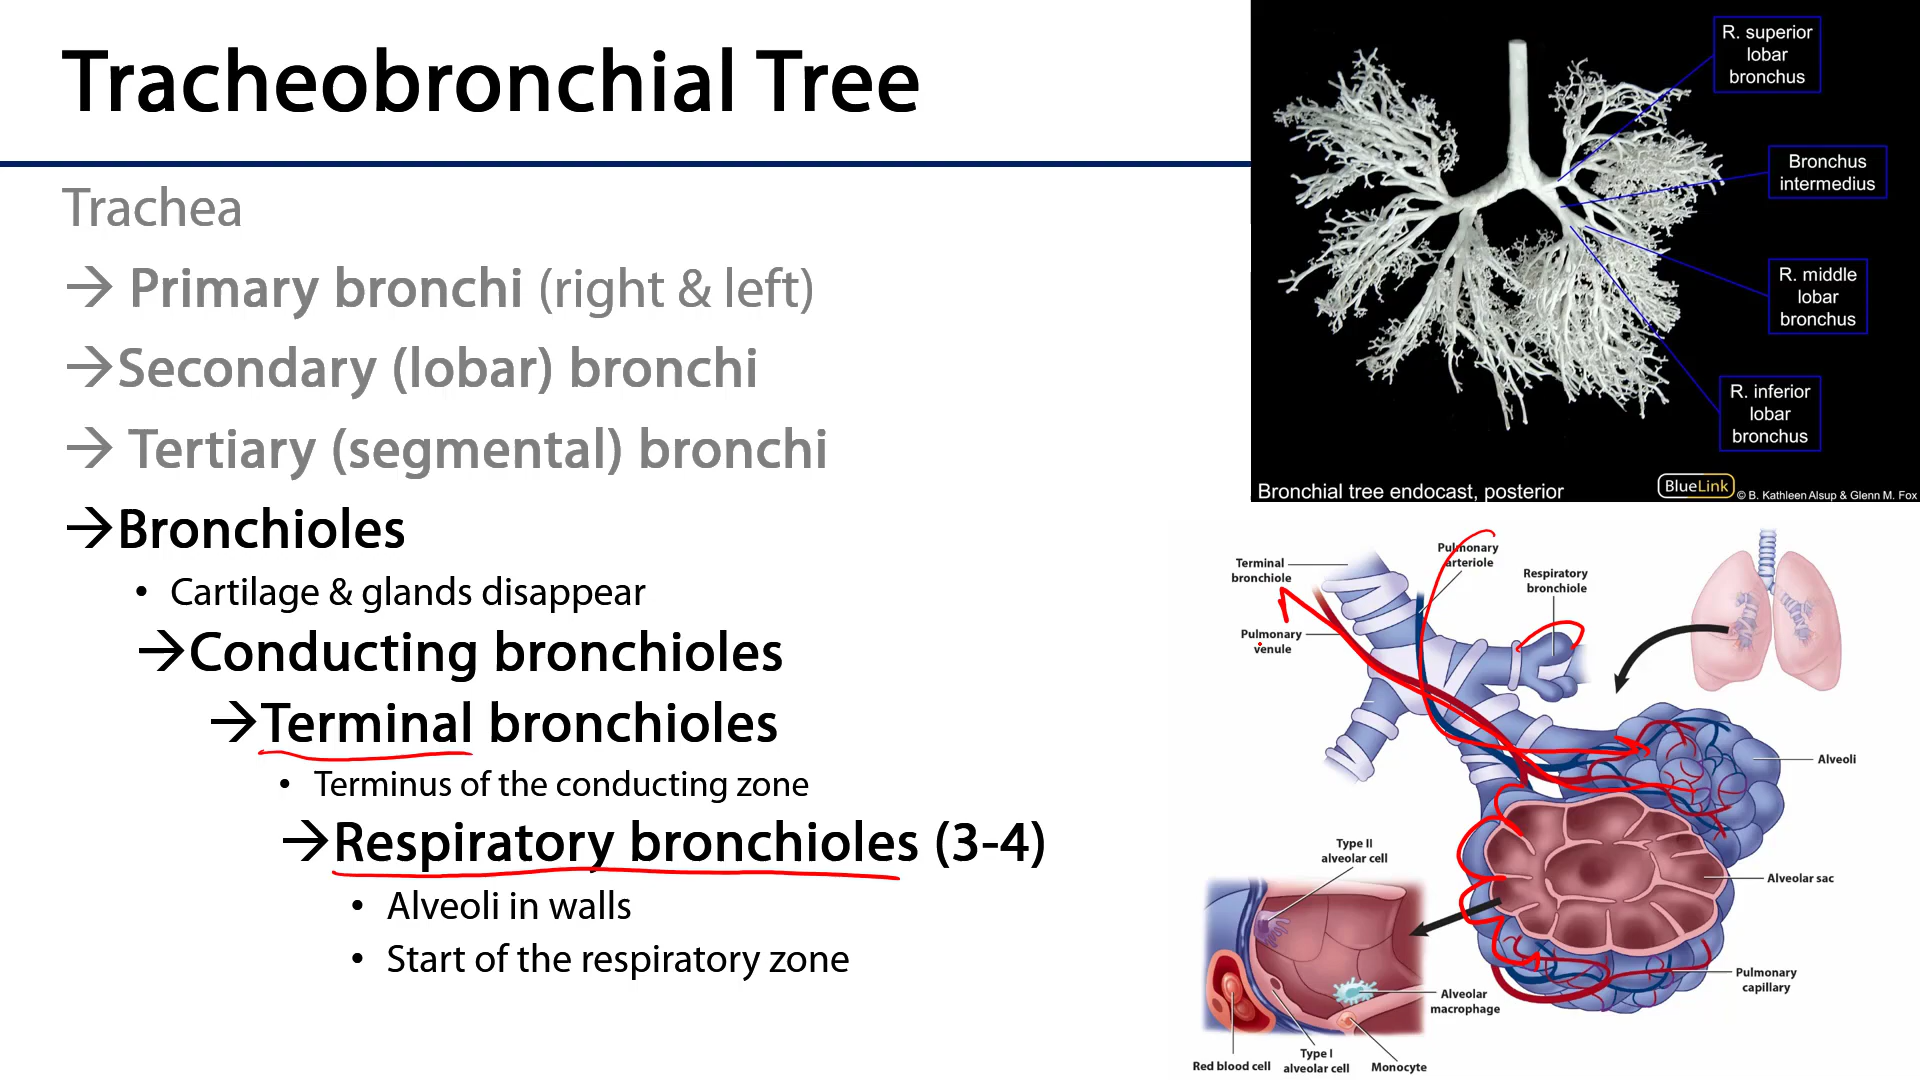 Tracheobronchial Tree
Trachea
→ Primary bronchi (right & left)
→Secondary (lobar) bronchi
→ Tertiary (segmental) bronchi
→Bronchioles
• Cartilage & glands disappear
→Conducting bronchioles
→Terminal bronchioles
• Terminus of the conducting zone
→Respiratory bronchioles (3-4)
• Alveoli in walls
• Start of the respiratory zone
R. superior
lobar
bronchus
Bronchus
intermedius
R. middle
lobar
bronchus
R. inferior
lobar
bronchus
Bronchial tree endocast, posterior
BlueLink
© B. Kathleen Alsup & Glenn M. Fox
Terminal
bronchiole
Pulmonary
arteriole
Respiratory
bronchiole
Pulmonary
venule
Alveoli
Type II
alveolar cell
Alveolar sac
Pulmonary
capillary
Alveolar
macrophage
Red blood cell
Type I
alveolar cell
Monocyte